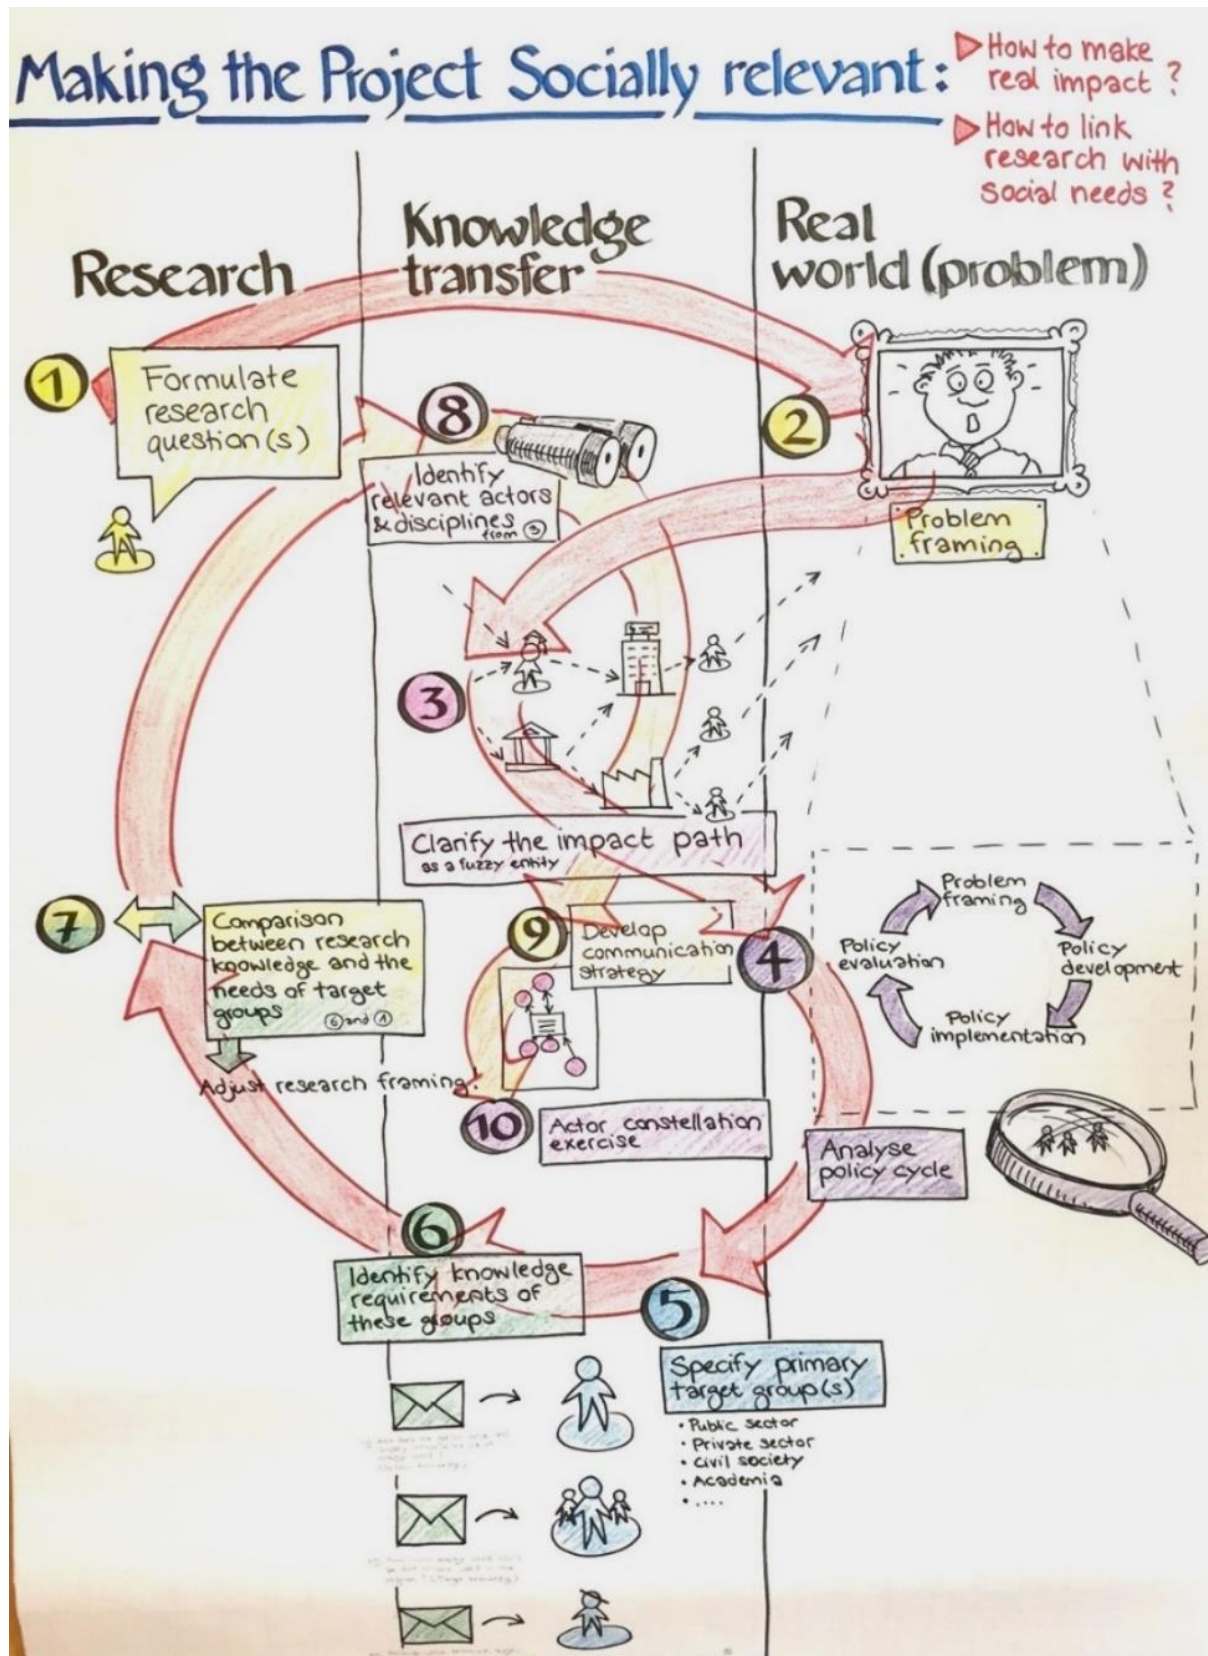 Making the Project Socially relevant:
▷ How to make
real impact ?
▷ How to link
research with
social needs ?
Research
Knowledge
transfer
Real
world (problem)
1
Formulate
research
question(s)
8
Identify
relevant actors
& disciplines
from ③
2
Problem
framing
3
Clarify the impact path
as a fuzzy entity
7
Comparison
between research
knowledge and the
needs of target
groups
⑥ and ①
Adjust research framing!
9
Develop
communication
strategy
10
Actor constellation
exercise
4
Problem
framing
Policy
development
Policy
implementation
Policy
evaluation
Analyse
policy cycle
6
Identify knowledge
requirements of
these groups
5
Specify primary
target group(s)
• Public sector
• Private sector
• Civil society
• Academia
• ....